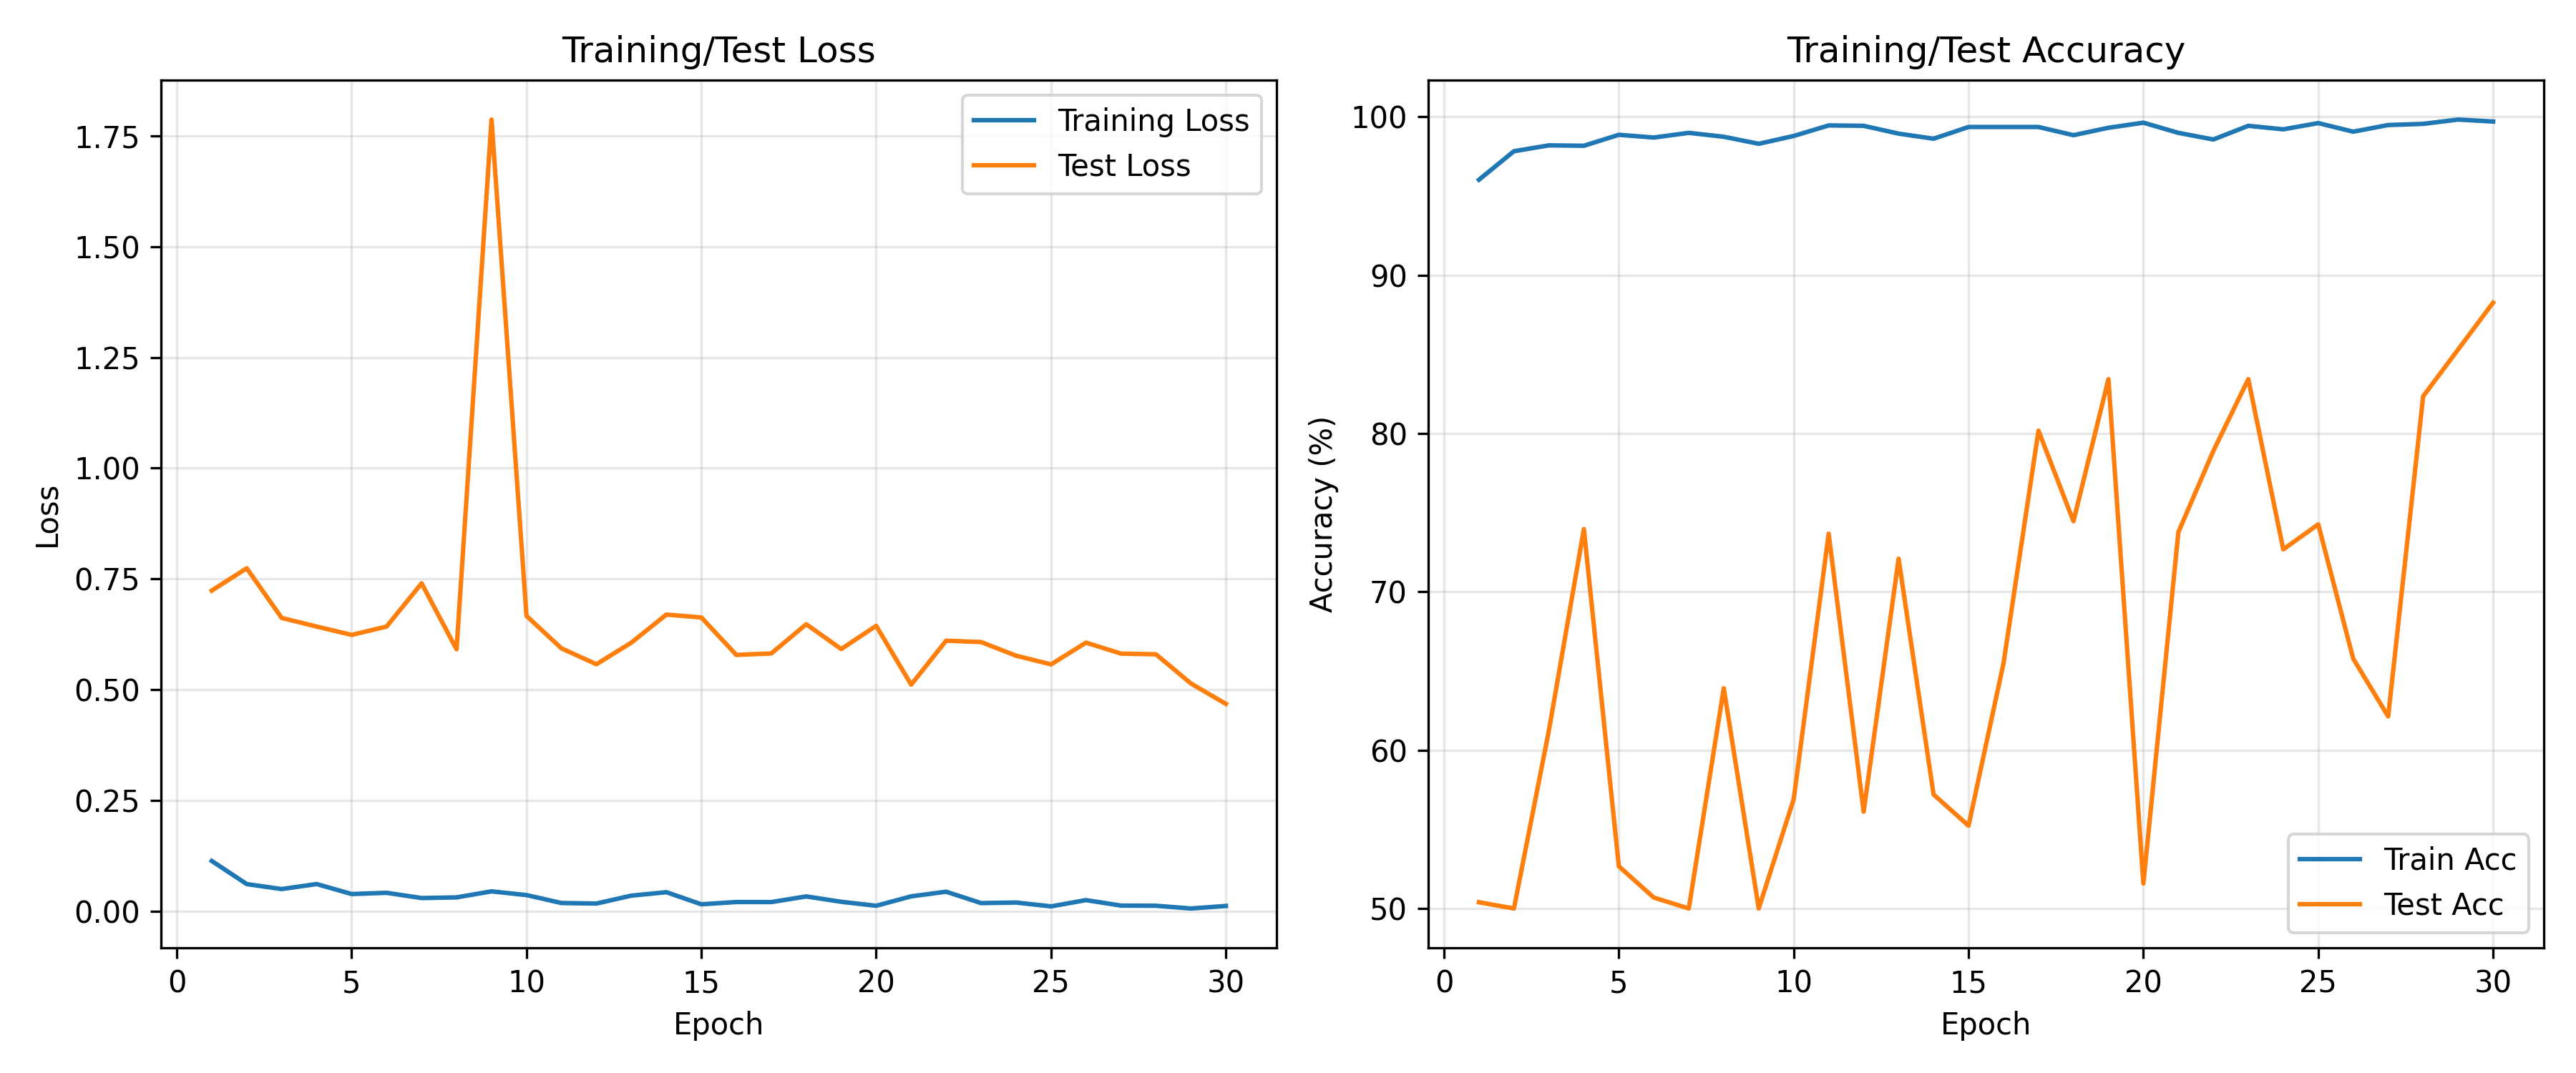 Training/Test Loss
Training Loss
Test Loss
Loss
1.75
1.50
1.25
1.00
0.75
0.50
0.25
0.00
0 5 10 15 20 25 30
Epoch
Training/Test Accuracy
Accuracy (%)
100
90
80
70
60
50
Train Acc
Test Acc
0 5 10 15 20 25 30
Epoch